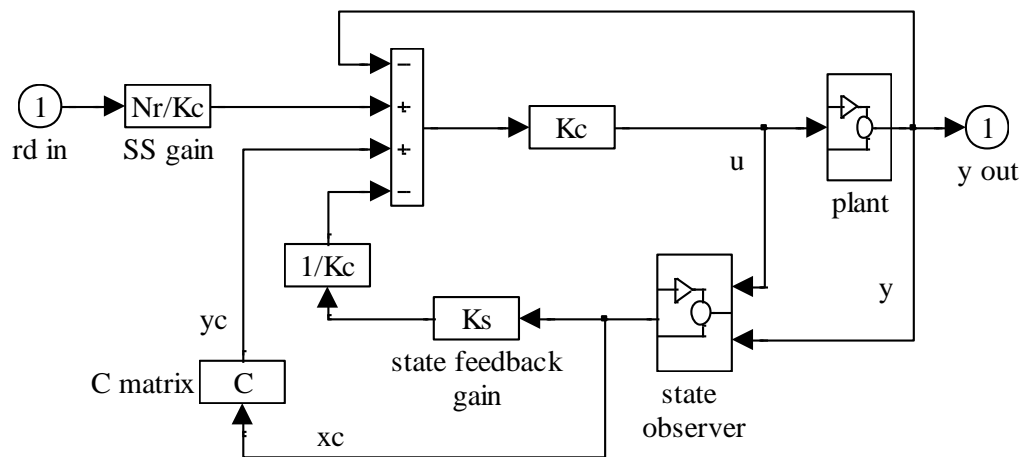 −
1
Nr/Kc
+
Kc
1
rd in
SS gain
+
u
y out
−
plant
1/Kc
y
yc
Ks
state feedback
gain
C matrix
C
state
observer
xc